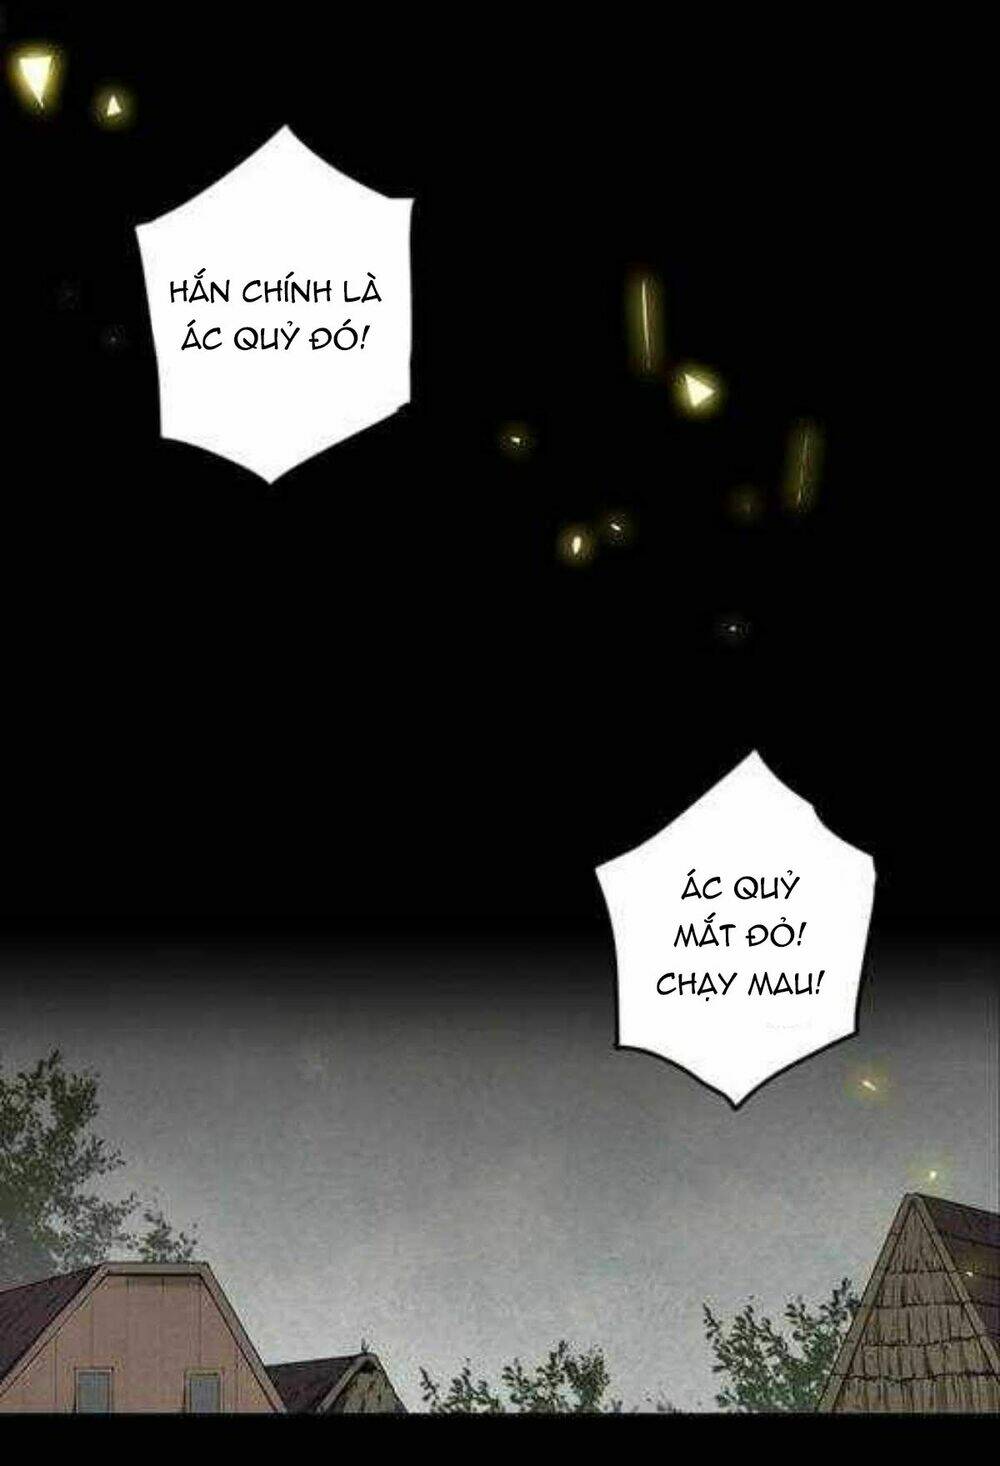 HẮN CHÍNH LÀ
ÁC QUỶ ĐÓ!
ÁC QUỶ
MẮT ĐỎ!
CHẠY MAU!